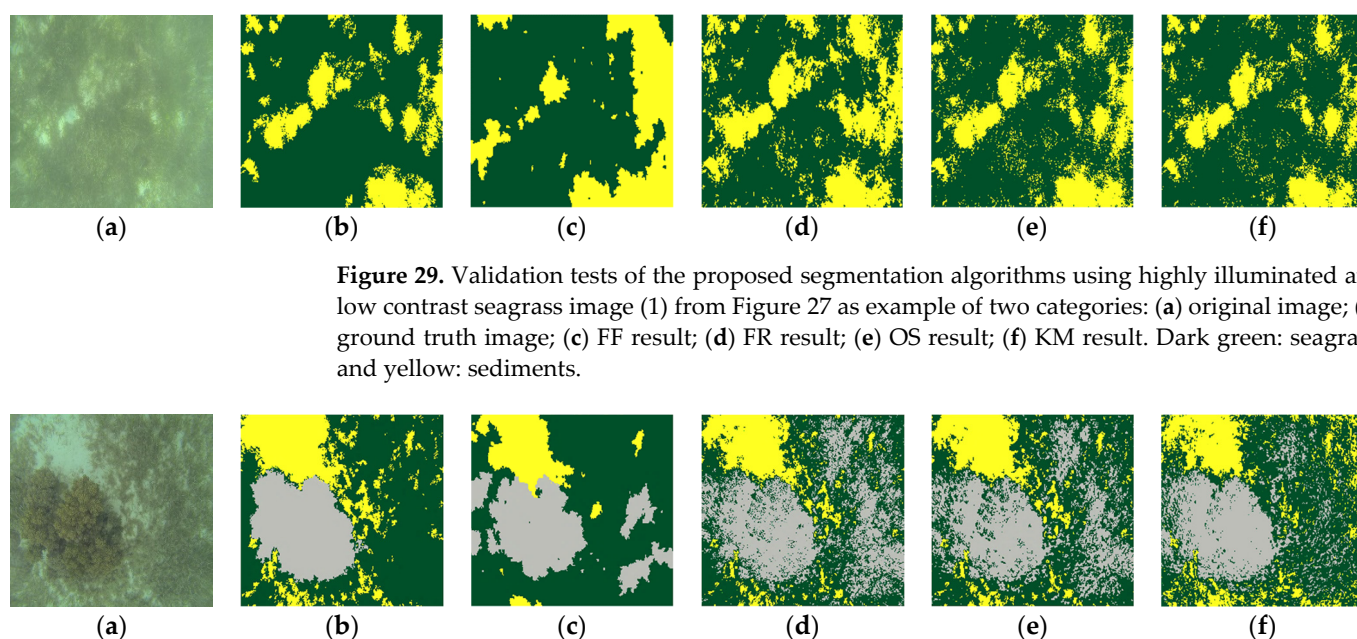 (a) (b) (c) (d) (e) (f)
Figure 29. Validation tests of the proposed segmentation algorithms using highly illuminated
low contrast seagrass image (1) from Figure 27 as example of two categories: (a) original image;
ground truth image; (c) FF result; (d) FR result; (e) OS result; (f) KM result. Dark green:
and yellow: sediments.
(a) (b) (c) (d) (e) (f)